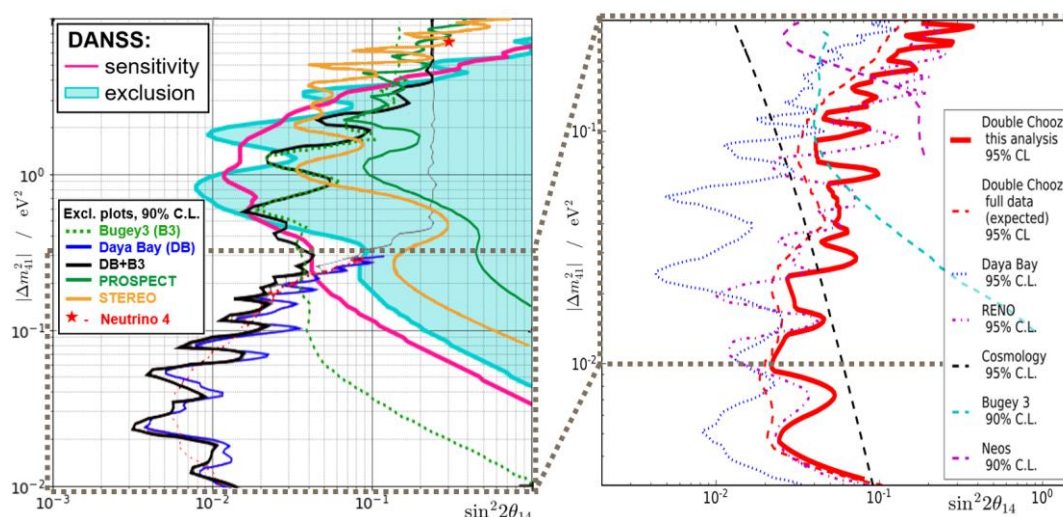 DANSS:
sensitivity
exclusion
10⁰
|Δm²₄₁| / eV²
Excl. plots, 90% C.L.
Bugey3 (B3)
Daya Bay (DB)
DB+B3
PROSPECT
STEREO
★ - Neutrino 4
10⁻¹
10⁻²
10⁻³ 10⁻² 10⁻¹
sin²2θ₁₄
|Δm²₄₁| / eV²
10⁻¹
10⁻²
Double Chooz
this analysis
95% CL
Double Chooz
full data
(expected)
95% CL
Daya Bay
95% C.L.
RENO
95% C.L.
Cosmology
95% C.L.
Bugey 3
90% C.L.
Neos
90% C.L.
10⁻² 10⁻¹
sin²2θ₁₄